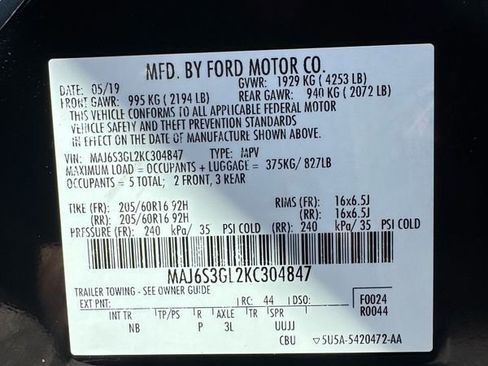 MFD. BY FORD MOTOR CO.
DATE: 05/19 GVWR: 1929 KG (4253 LB)
FRONT GAWR: 995 KG (2194 LB) REAR GAWR: 940 KG (2072 LB)
THIS VEHICLE CONFORMS TO ALL APPLICABLE FEDERAL MOTOR
VEHICLE SAFETY AND THEFT PREVENTION STANDARDS
IN EFFECT ON THE DATE OF MANUFACTURE SHOWN ABOVE.
VIN: MAJ6S3GL2KC304847 TYPE: MPV
MAXIMUM LOAD = OCCUPANTS + LUGGAGE = 375KG/ 827LB
OCCUPANTS = 5 TOTAL; 2 FRONT, 3 REAR
TIRE (FR): 205/60R16 92H RIMS (FR): 16x6.5J
(RR): 205/60R16 92H (RR): 16x6.5J
PRESSURE (FR): 240 kPa/ 35 PSI COLD (RR): 240 kPa/ 35 PSI COLD
MAJ6S3GL2KC304847
TRAILER TOWING - SEE OWNER GUIDE
EXT PNT: RC: 44 DSO: F0024
R0044
INT TR TP/PS R AXLE TR SPR
NB P 3L UUJJ
CBU 5U5A-5420472-AA